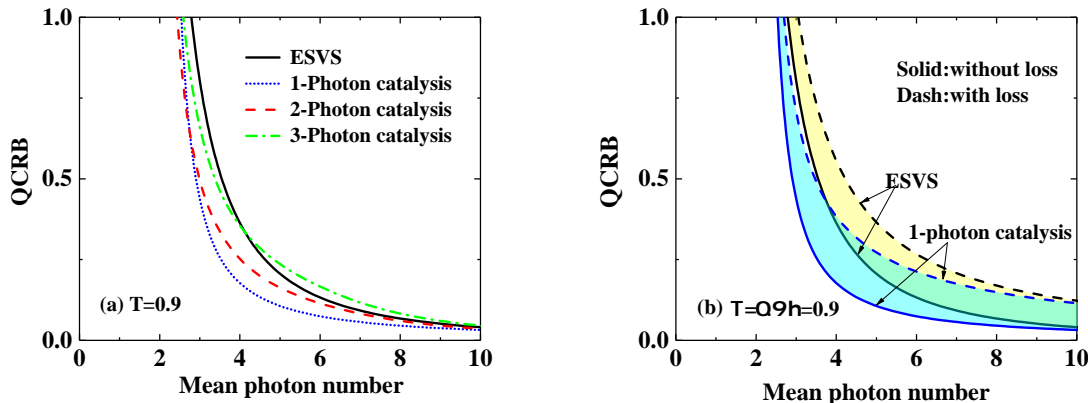 1.0
0.5
0.0
QCRB
ESVS
1-Photon catalysis
2-Photon catalysis
3-Photon catalysis
(a) T=0.9
0 2 4 6 8 10
Mean photon number
1.0
0.5
0.0
QCRB
Solid:without loss
Dash:with loss
ESVS
1-photon catalysis
(b) T=0.9h=0.9
0 2 4 6 8 10
Mean photon number